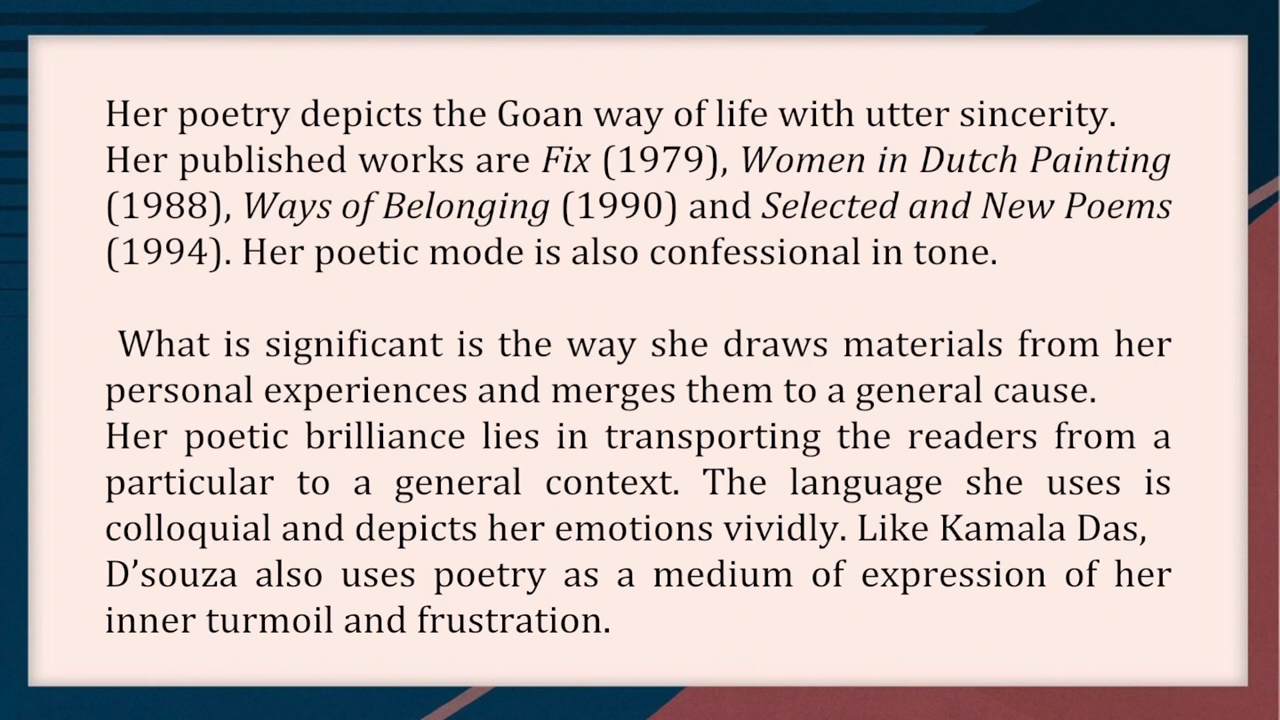 Her poetry depicts the Goan way of life with utter sincerity.
Her published works are Fix (1979), Women in Dutch Painting
(1988), Ways of Belonging (1990) and Selected and New Poems
(1994). Her poetic mode is also confessional in tone.
What is significant is the way she draws materials from her
personal experiences and merges them to a general cause.
Her poetic brilliance lies in transporting the readers from a
particular to a general context. The language she uses is
colloquial and depicts her emotions vividly. Like Kamala Das,
D’souza also uses poetry as a medium of expression of her
inner turmoil and frustration.